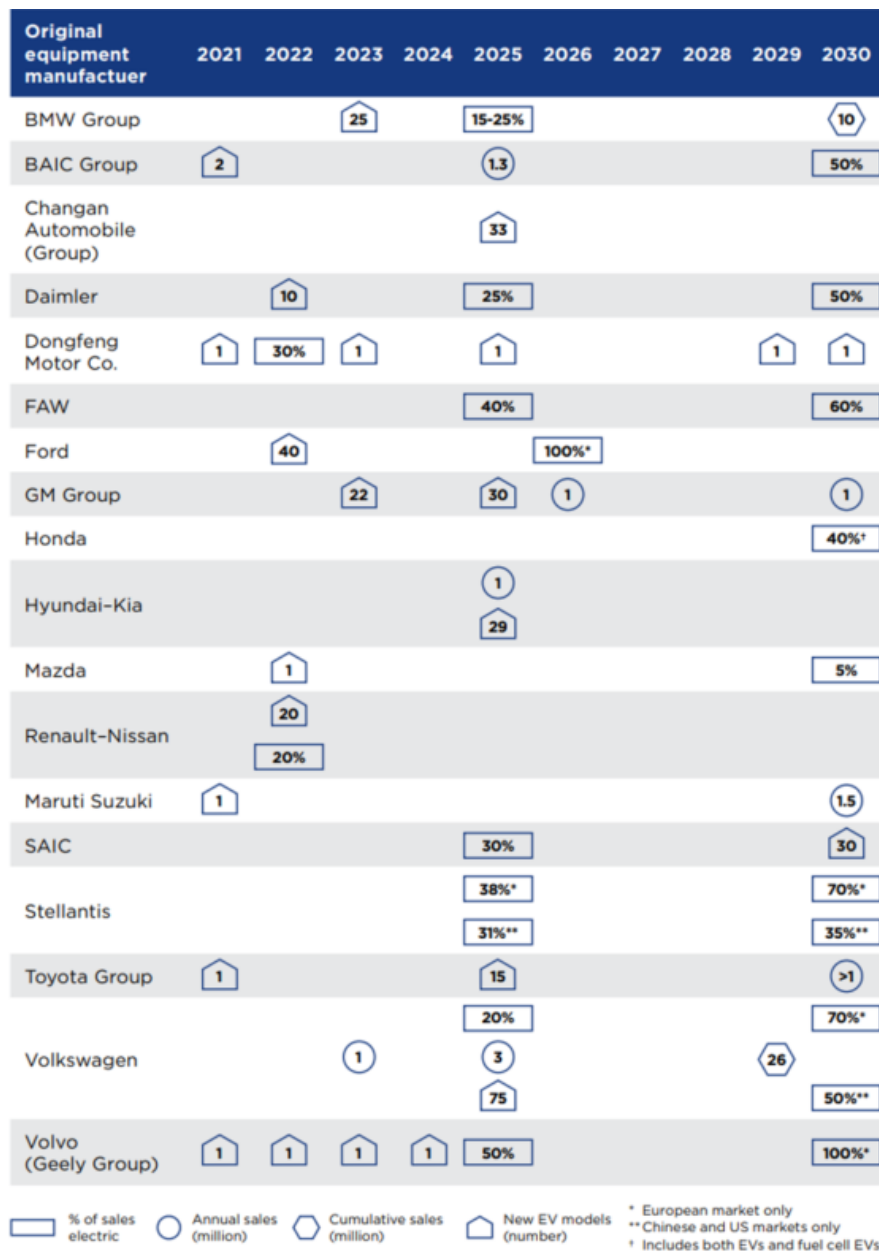 Original equipment manufactuer 2021 2022 2023 2024 2025 2026 2027 2028 2029 2030
BMW Group 25 15-25% 10
BAIC Group 2 1.3 50%
Changan
Automobile
(Group) 33
Daimler 10 25% 50%
Dongfeng
Motor Co. 1 30% 1 1 1 1
FAW 40% 60%
Ford 40 100%*
GM Group 22 30 1 1
Honda 40%†
Hyundai–Kia 1
29
Mazda 1 5%
Renault–Nissan 20
20%
Maruti Suzuki 1 1.5
SAIC 30% 30
Stellantis 38%* 70%*
31%** 35%**
Toyota Group 1 15 >1
Volkswagen 20% 70%*
1 3 26
75 50%**
Volvo
(Geely Group) 1 1 1 1 50% 100%*
% of sales
electric
Annual sales
(million)
Cumulative sales
(million)
New EV models
(number)
* European market only
** Chinese and US markets only
† Includes both EVs and fuel cell EVs